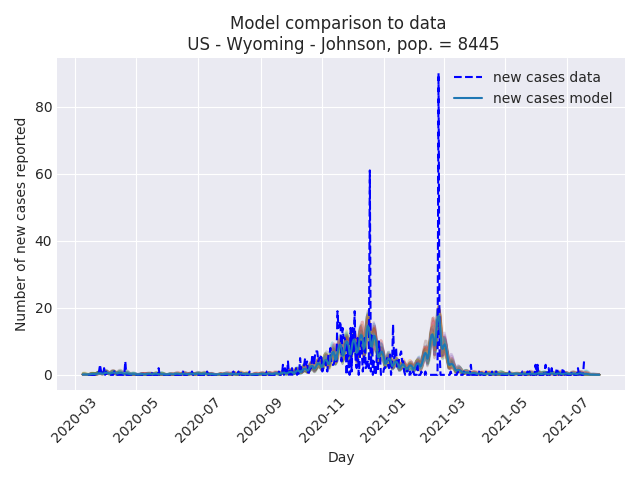 Model comparison to data
US - Wyoming - Johnson, pop. = 8445
new cases data
new cases model
Number of new cases reported
80
60
40
20
0
2020-03
2020-05
2020-07
2020-09
2020-11
2021-01
2021-03
2021-05
2021-07
Day